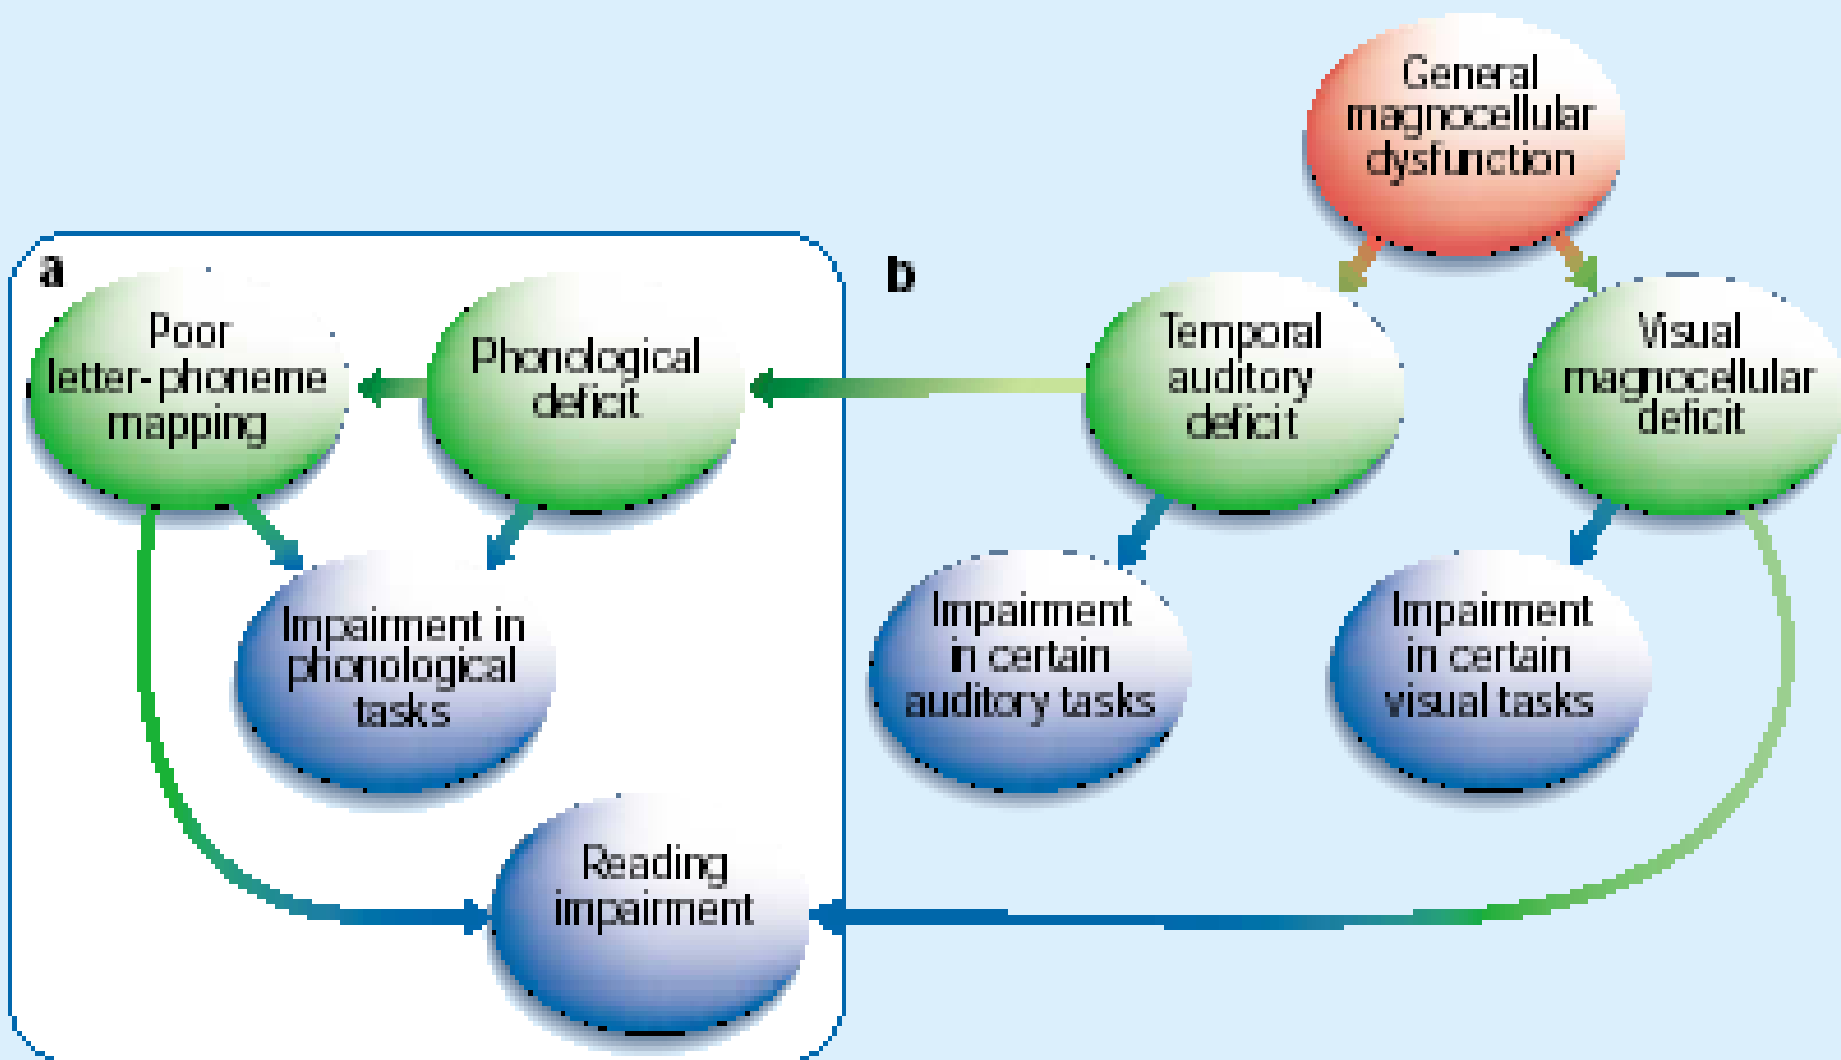 General
magnocellular
dysfunction
a
b
Poor
letter-phoneme
mapping
Phonological
deficit
Temporal
auditory
deficit
Visual
magnocellular
deficit
Impairment in
phonological
tasks
Impairment
in certain
auditory tasks
Impairment
in certain
visual tasks
Reading
impairment